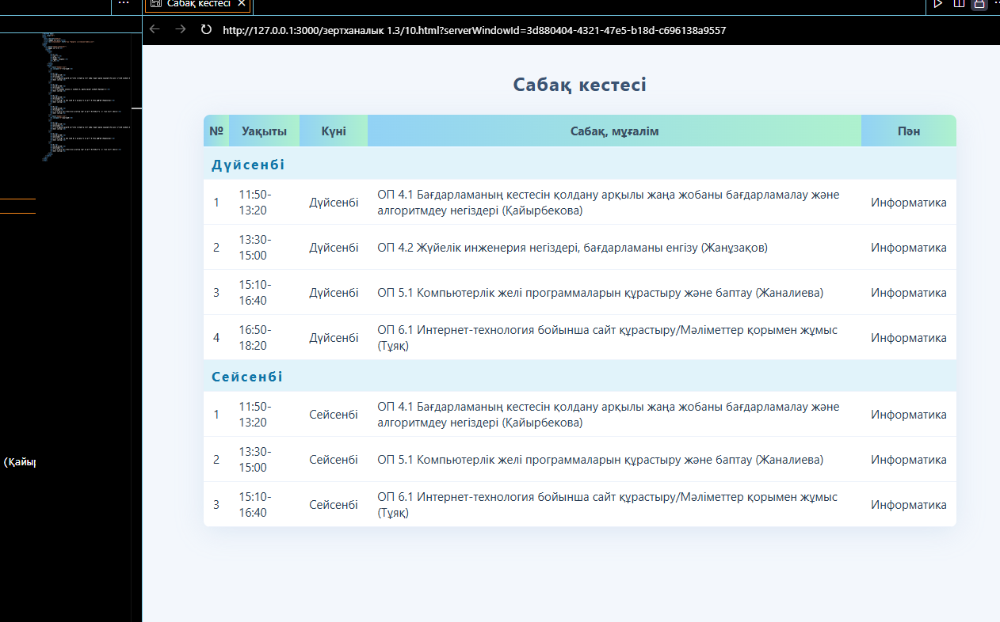 Сабақ кестесі
http://127.0.0.1:3000/зертханалык 1.3/10.html?serverWindowId=3d880404-4321-47e5-b18d-c696138a9557
Сабақ кестесі
№ Уақыты Күні Сабақ, мұғалім Пән
Дүйсенбі
1 11:50-13:20 Дүйсенбі ОП 4.1 Бағдарламаның кестесін қолдану арқылы жаңа жобаны бағдарламалау және
алгоритмдеу негіздері (Қайырбекова) Информатика
2 13:30-15:00 Дүйсенбі ОП 4.2 Жүйелік инженерия негіздері, бағдарламаны енгізу (Жанұзақов) Информатика
3 15:10-16:40 Дүйсенбі ОП 5.1 Компьютерлік желі программаларын құрастыру және баптау (Жаналиева) Информатика
4 16:50-18:20 Дүйсенбі ОП 6.1 Интернет-технология бойынша сайт құрастыру/Мәліметтер қорымен жұмыс
(Тұяқ) Информатика
Сейсенбі
1 11:50-13:20 Сейсенбі ОП 4.1 Бағдарламаның кестесін қолдану арқылы жаңа жобаны бағдарламалау және
алгоритмдеу негіздері (Қайырбекова) Информатика
2 13:30-15:00 Сейсенбі ОП 5.1 Компьютерлік желі программаларын құрастыру және баптау (Жаналиева) Информатика
3 15:10-16:40 Сейсенбі ОП 6.1 Интернет-технология бойынша сайт құрастыру/Мәліметтер қорымен жұмыс
(Тұяқ) Информатика